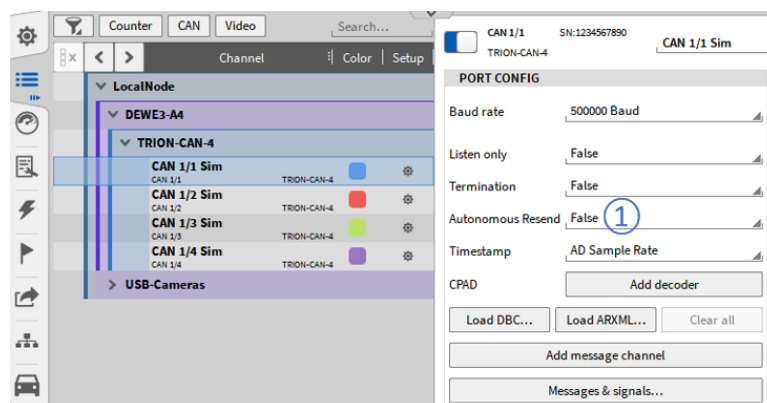 Counter CAN Video Search...
Channel Color Setup
LocalNode
DEWE3-A4
TRION-CAN-4
CAN 1/1 Sim
CAN 1/1 TRION-CAN-4
CAN 1/2 Sim
CAN 1/2 TRION-CAN-4
CAN 1/3 Sim
CAN 1/3 TRION-CAN-4
CAN 1/4 Sim
CAN 1/4 TRION-CAN-4
USB-Cameras
CAN 1/1 SN:1234567890
TRION-CAN-4
CAN 1/1 Sim
PORT CONFIG
Baud rate 500000 Baud
Listen only False
Termination False
Autonomous Resend False 1
Timestamp AD Sample Rate
CPAD Add decoder
Load DBC... Load ARXML... Clear all
Add message channel
Messages & signals...